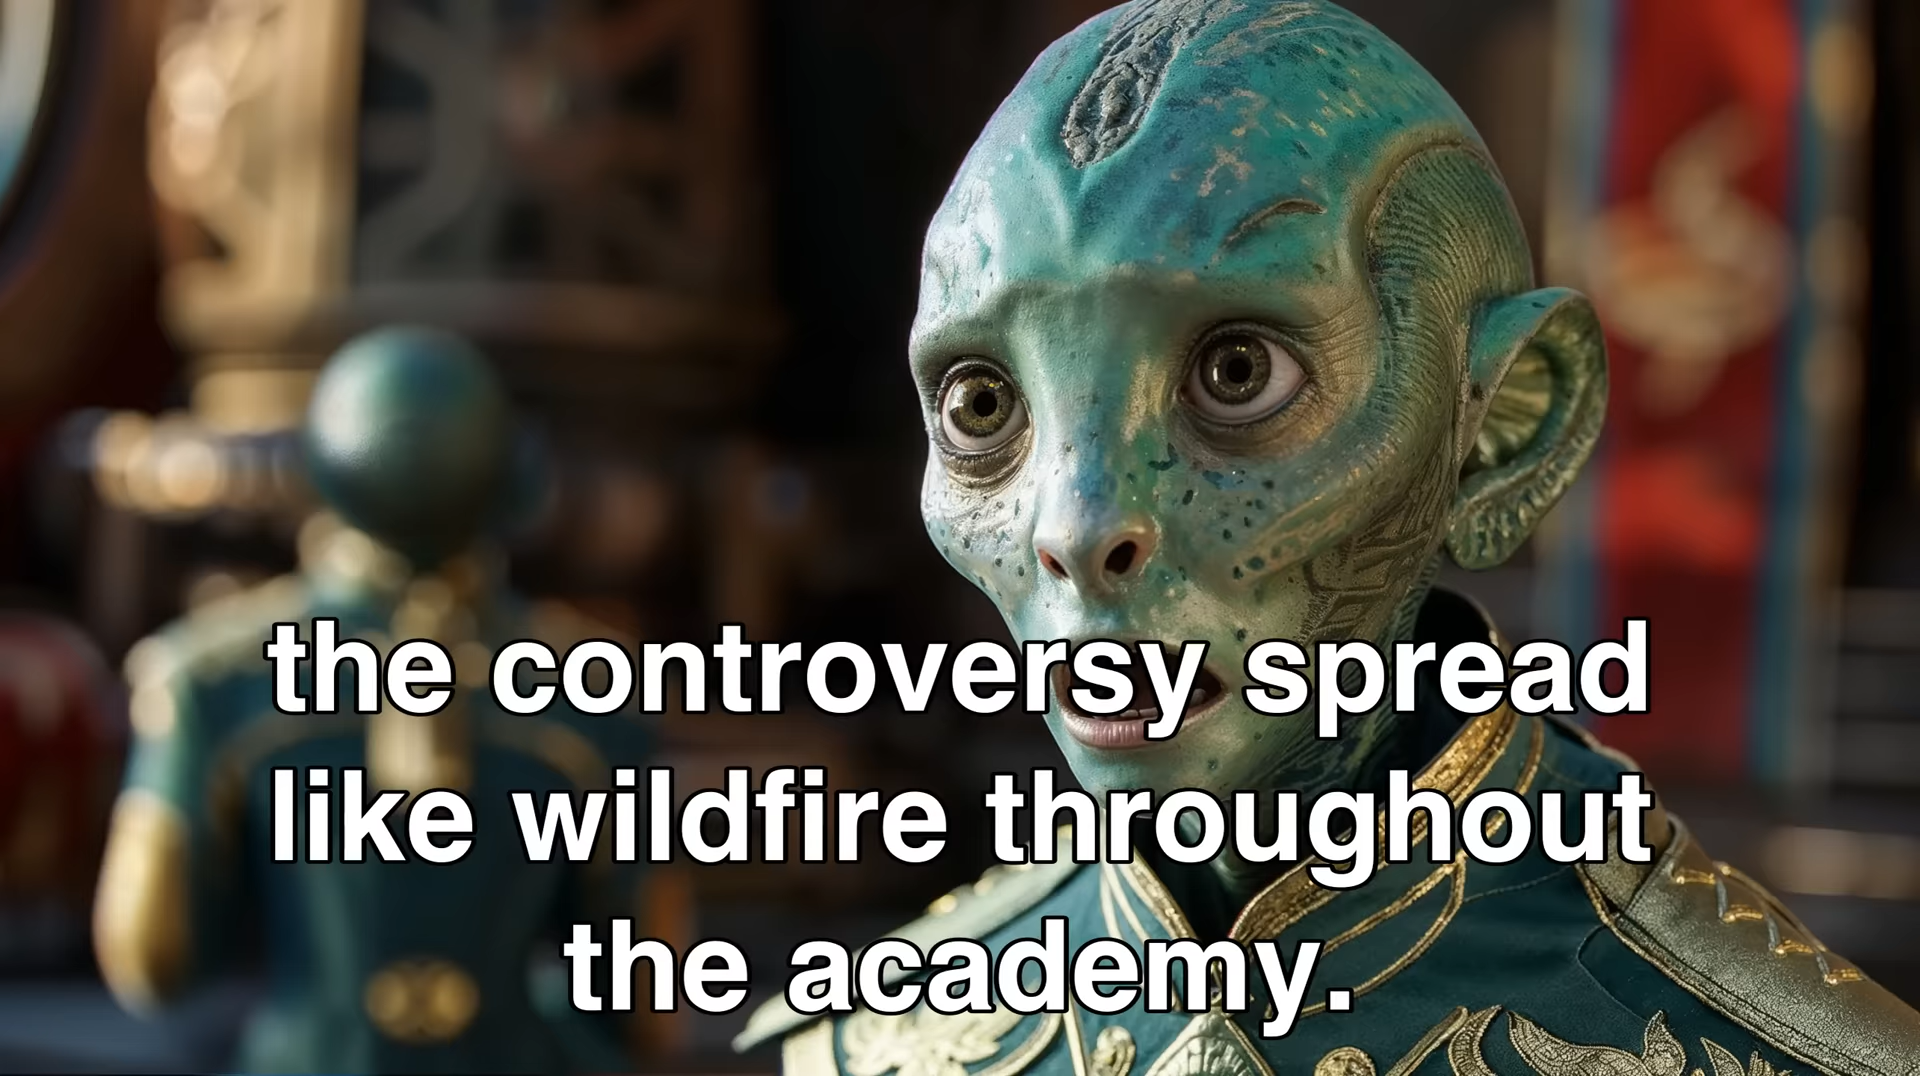 the controversy spread
like wildfire throughout
the academy.